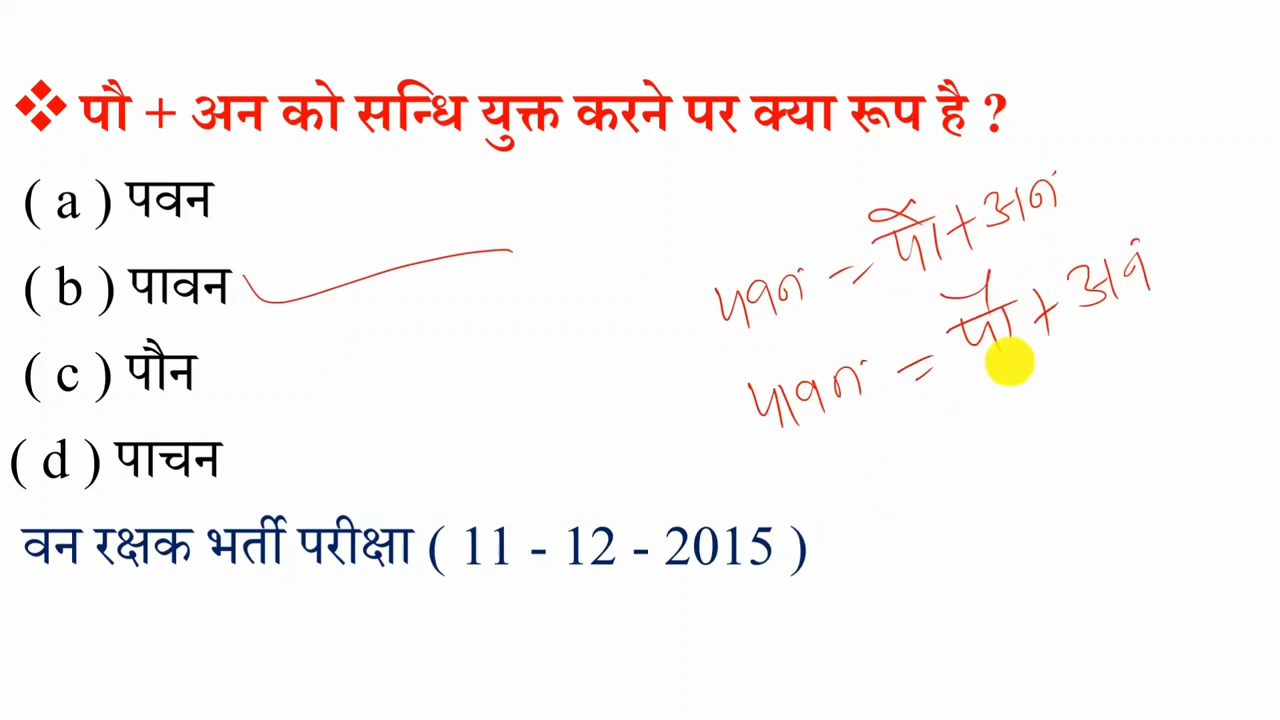 ❖ पौ + अन को सन्धि युक्त करने पर क्या रूप है ?
( a ) पवन
( b ) पावन
( c ) पौन
( d ) पाचन
वन रक्षक भर्ती परीक्षा ( 11 - 12 - 2015 )
पवन = पो + अन
पावन = पौ + अन